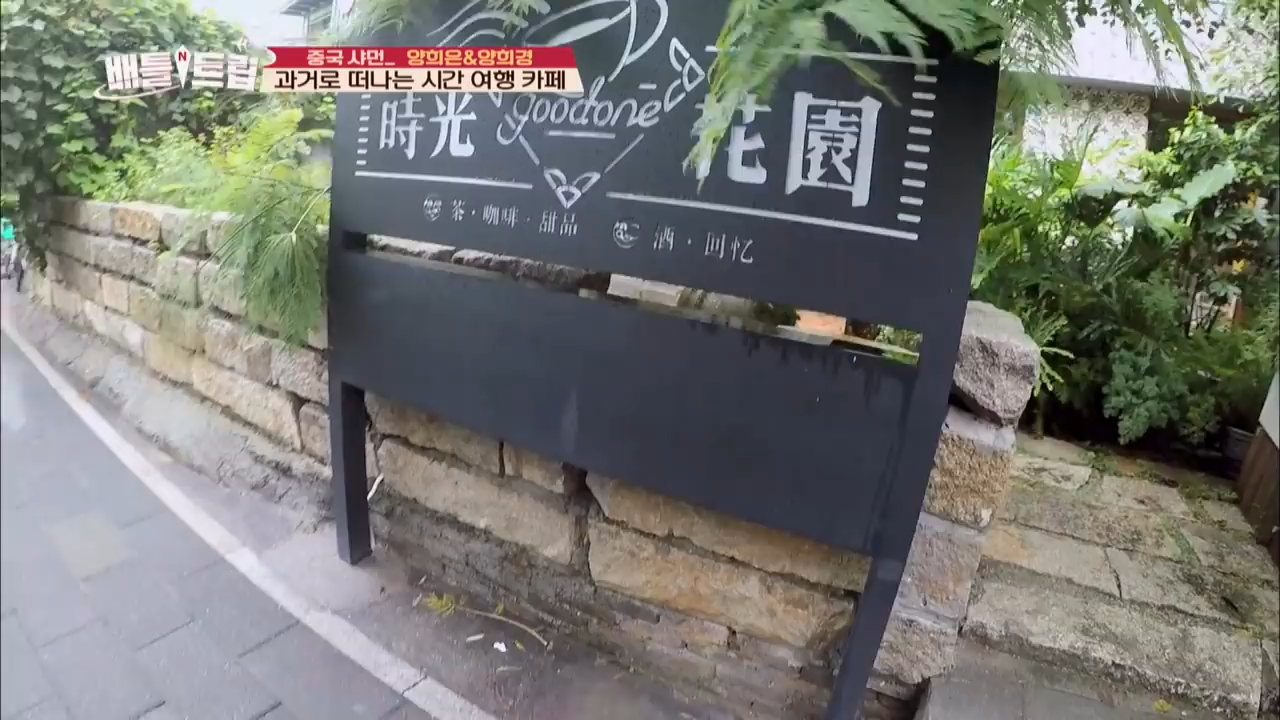 배틀 트립
중국 샤먼_ 양희은&양희경
과거로 떠나는 시간 여행 카페
時光 goodone 花園
茶·咖啡·甜品 酒·回忆